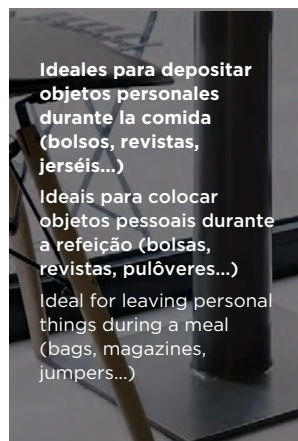 Ideales para depositar
objetos personales
durante la comida
(bolsos, revistas,
jerséis...)
Ideais para colocar
objetos pessoais durante
a refeição (bolsas,
revistas, pulôveres...)
Ideal for leaving personal
things during a meal
(bags, magazines,
jumpers...)